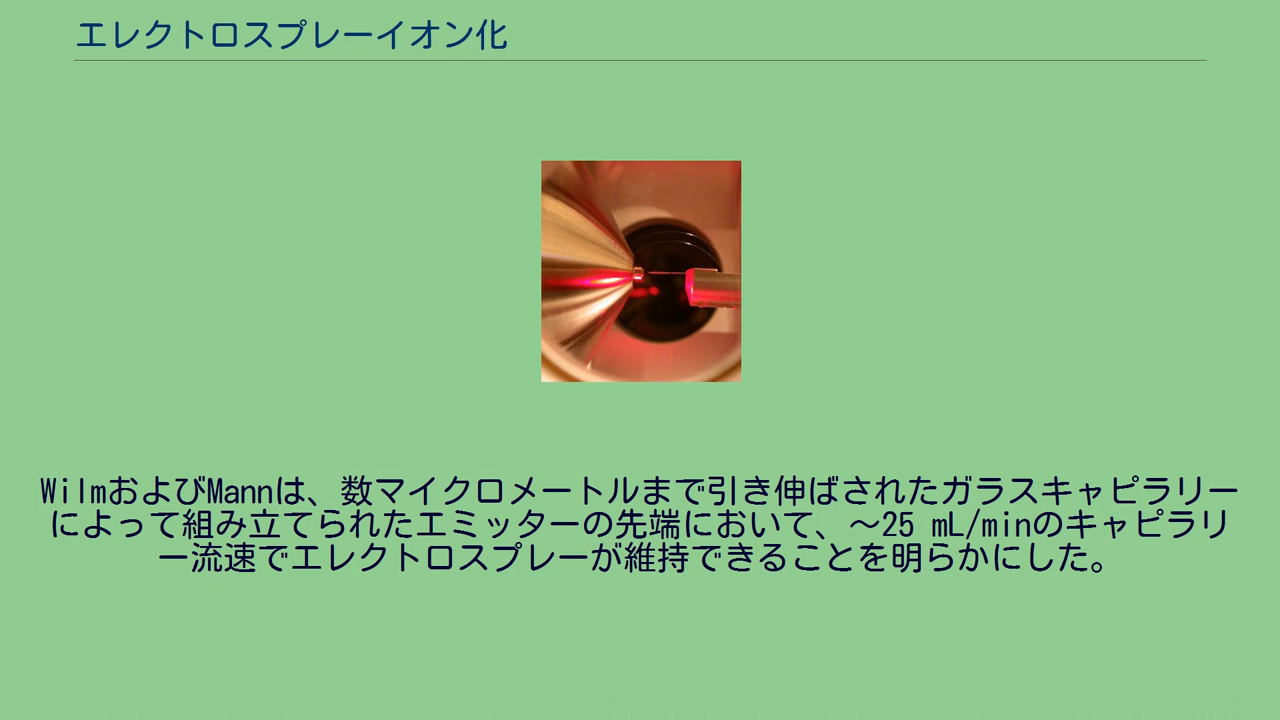 エレクトロスプレーイオン化
WilmおよびMannは、数マイクロメートルまで引き伸ばされたガラスキャピラリー
によって組み立てられたエミッターの先端において、～25 mL/minのキャピラリ
ー流速でエレクトロスプレーが維持できることを明らかにした。